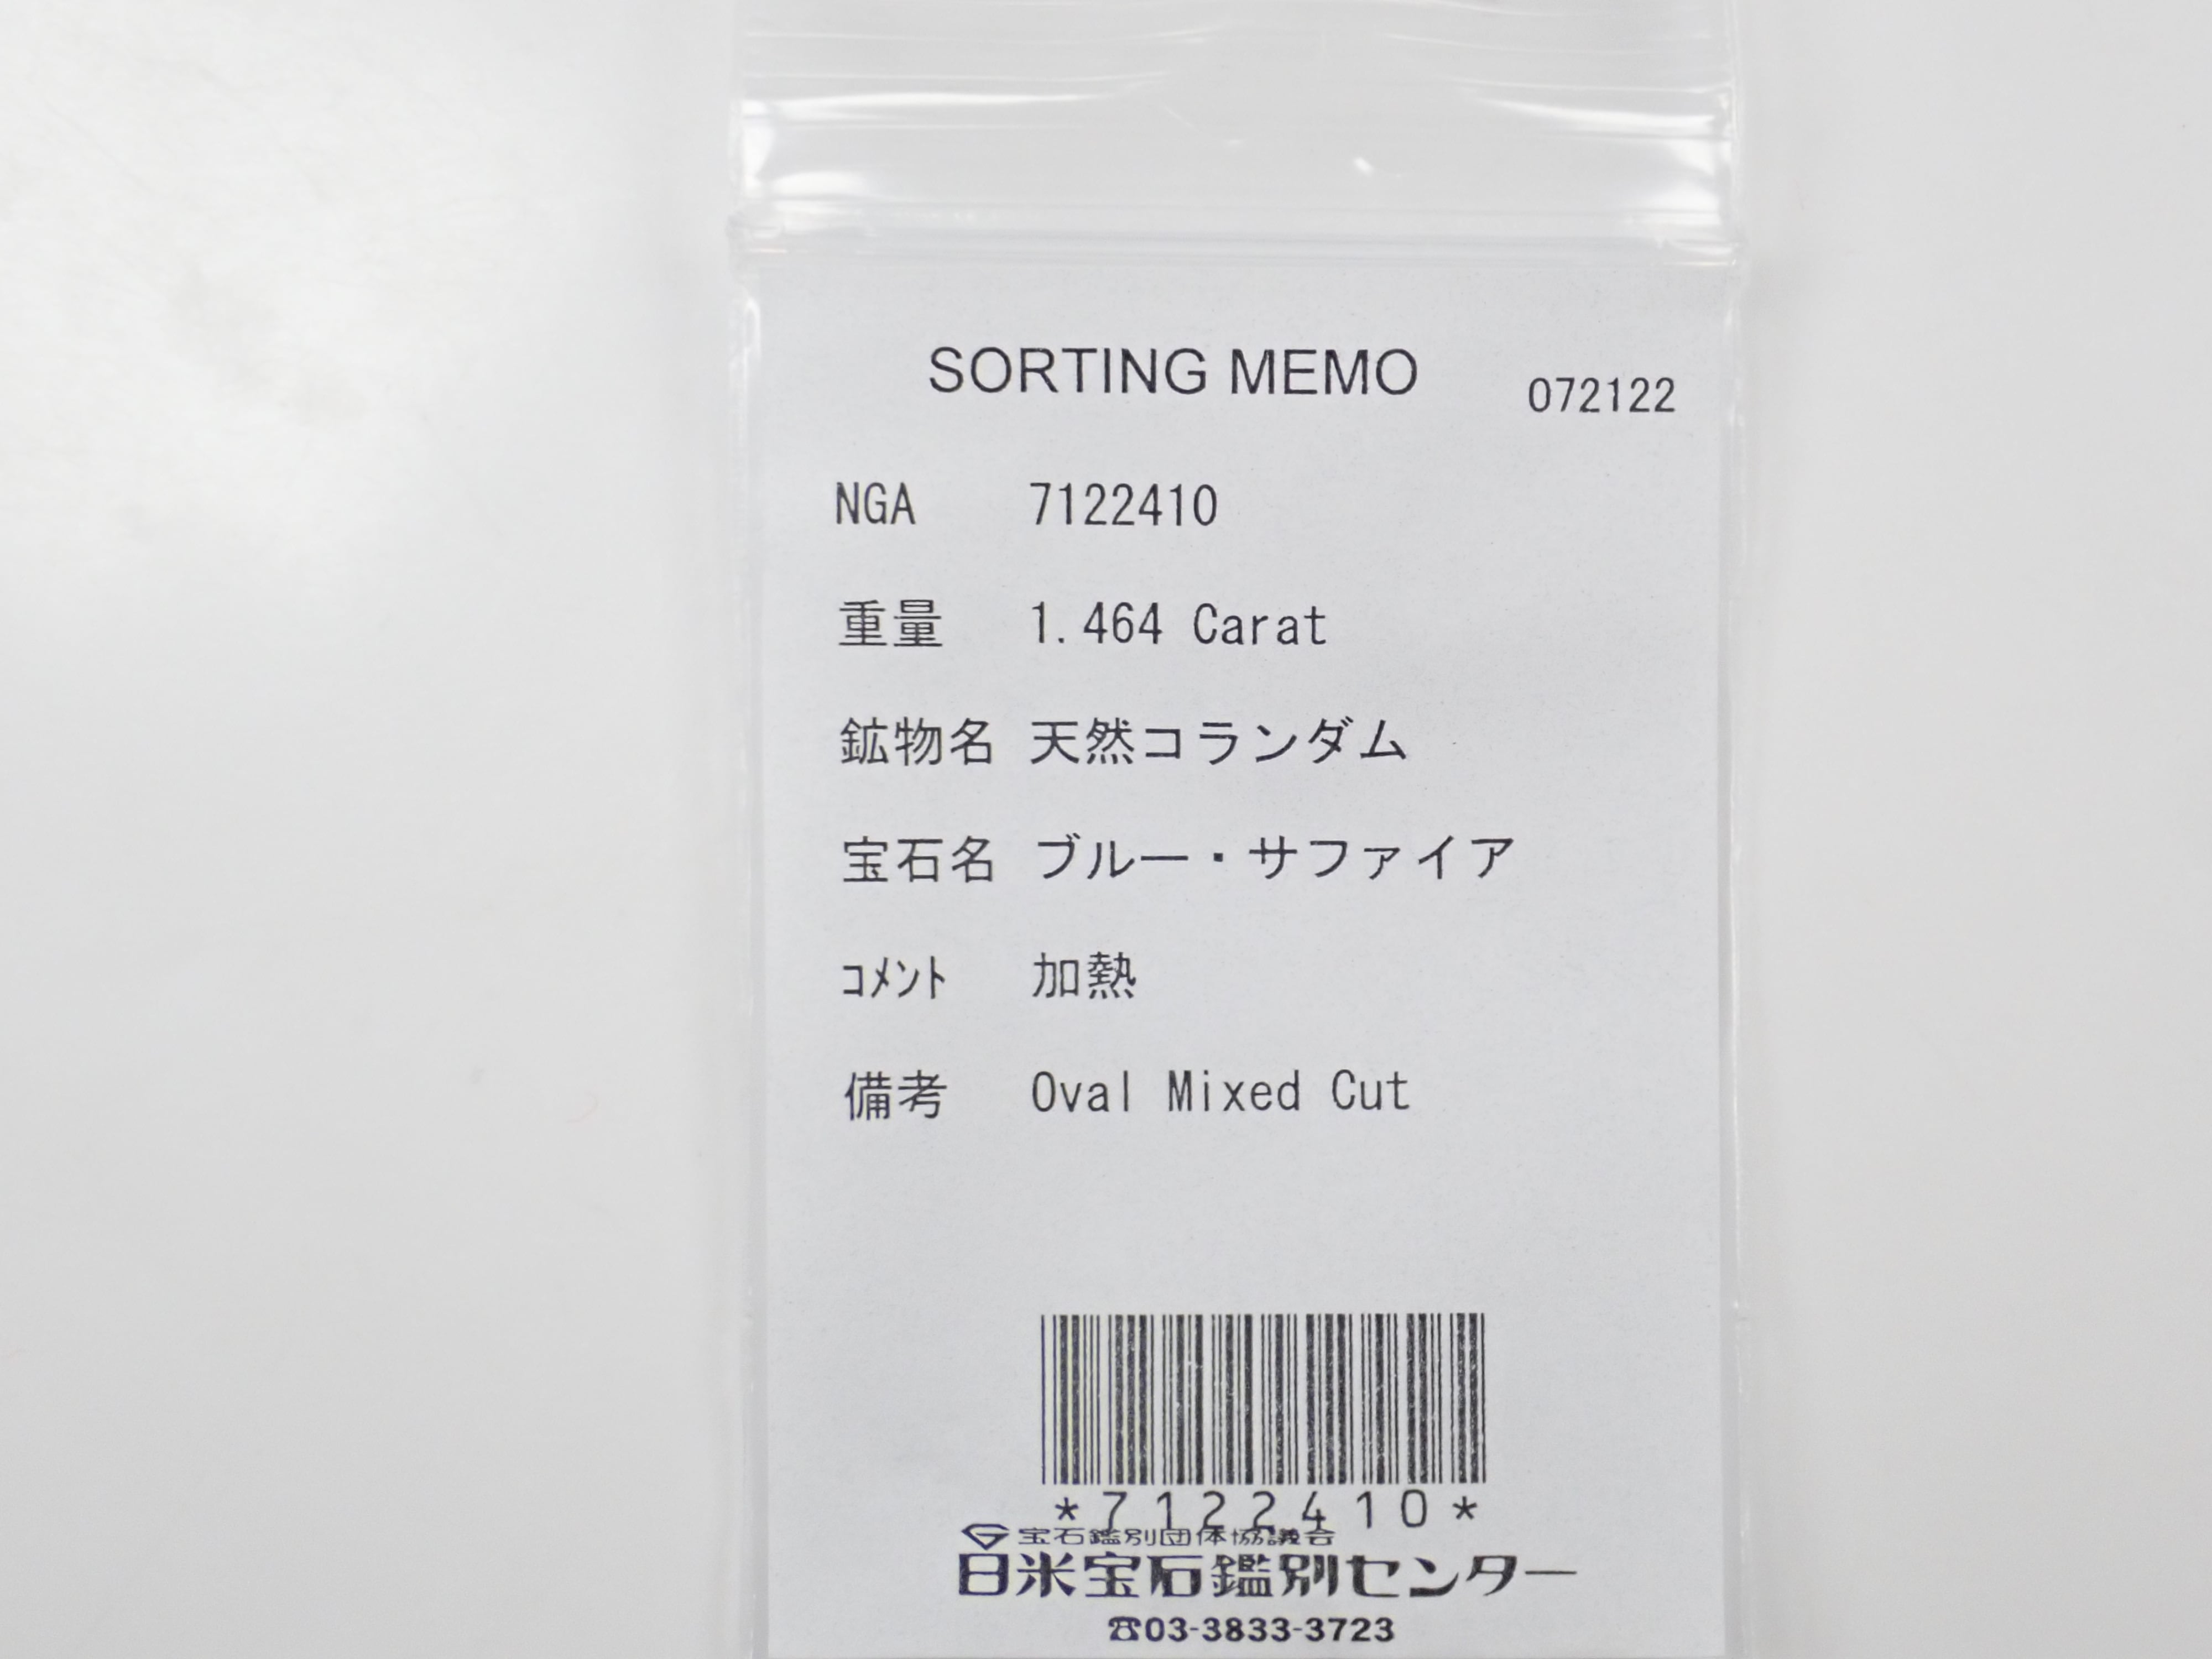 SORTING MEMO 072122
NGA 7122410
重量 1.464 Carat
鉱物名 天然コランダム
宝石名 ブルー・サファイア
ｺﾒﾝﾄ 加熱
備考 Oval Mixed Cut
*7122410*
宝石鑑別団体協議会
日米宝石鑑別センター
☎03-3833-3723